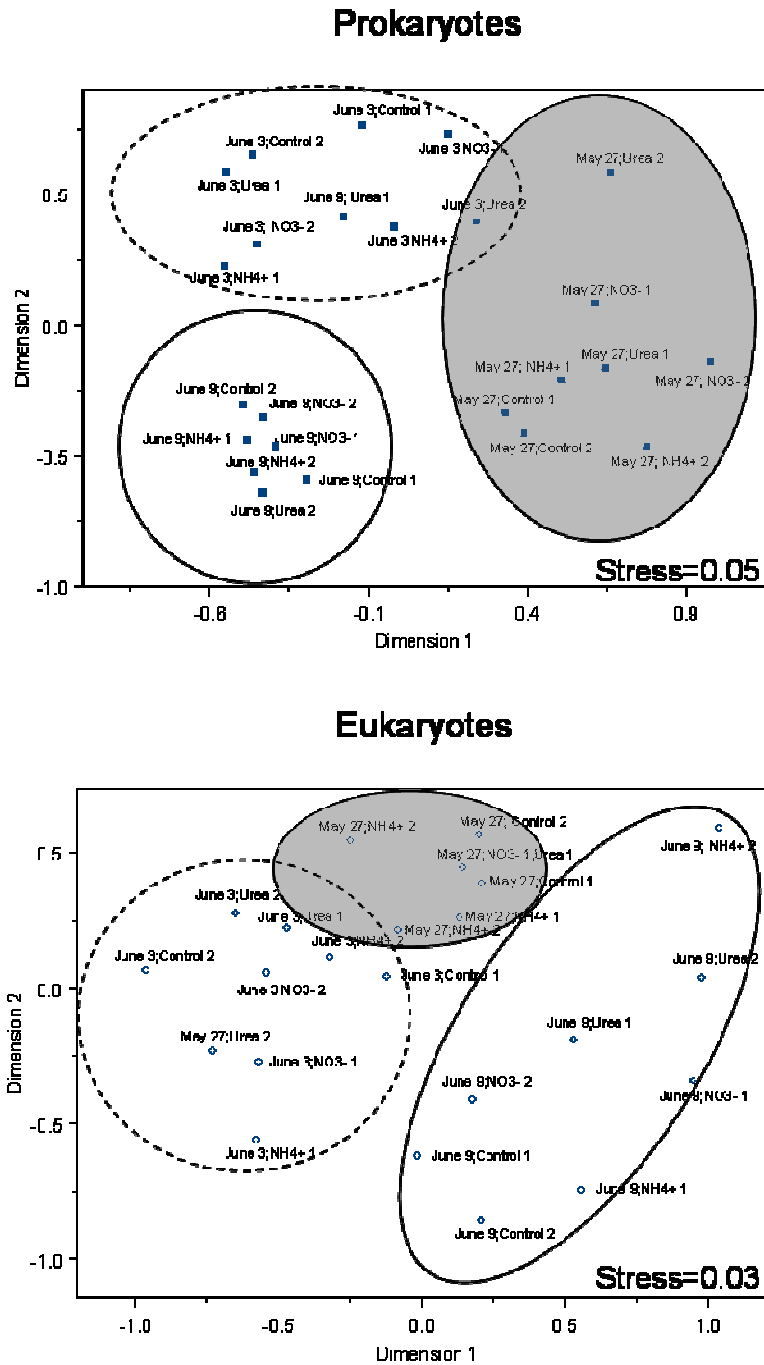 Prokaryotes
June 3;Control 1
June 3;Control 2
June 3 NO3-
May 27;Urea 2
June 3;Urea 1
June 9; Urea 1
June 3;Urea 2
June 3; NO3- 2
June 3 NH4+ 2
June 3;NH4+ 1
May 27;NO3- 1
May 27;Urea 1
May 27; NH4+ 1
May 27; NO3- 2
May 27;Control 1
May 27;Control 2
May 27; NH4+ 2
June 9;Control 2
June 9;NO3- 2
June 9;NH4+ 1
June 9;NO3- 1
June 9;NH4+ 2
June 9;Control 1
June 9;Urea 2
Stress=0.05
0.5
0.0
-0.5
-1.0
Dimension 2
-0.6 -0.1 0.4 0.9
Dimension 1
Eukaryotes
May 27; Control 2
May 27;NH4+ 2
June 9; NH4+ 2
May 27;NO3- 1
Urea 1
May 27;Control 1
June 3;Urea 2
June 3;Urea 1
May 27;NH4+ 1
May 27;NH4+ 2
June 3;NH4+ 2
June 3;Control 2
June 3;Control 1
June 9;Urea 2
June 3 NO3- 2
June 9;Urea 1
May 27;Urea 2
June 3;NO3- 1
June 9;NO3- 2
June 9;NO3- 1
June 3;NH4+ 1
June 9;Control 1
June 9;NH4+ 1
June 9;Control 2
Stress=0.03
0.5
0.0
-0.5
-1.0
Dimension 2
-1.0 -0.5 0.0 0.5 1.0
Dimension 1